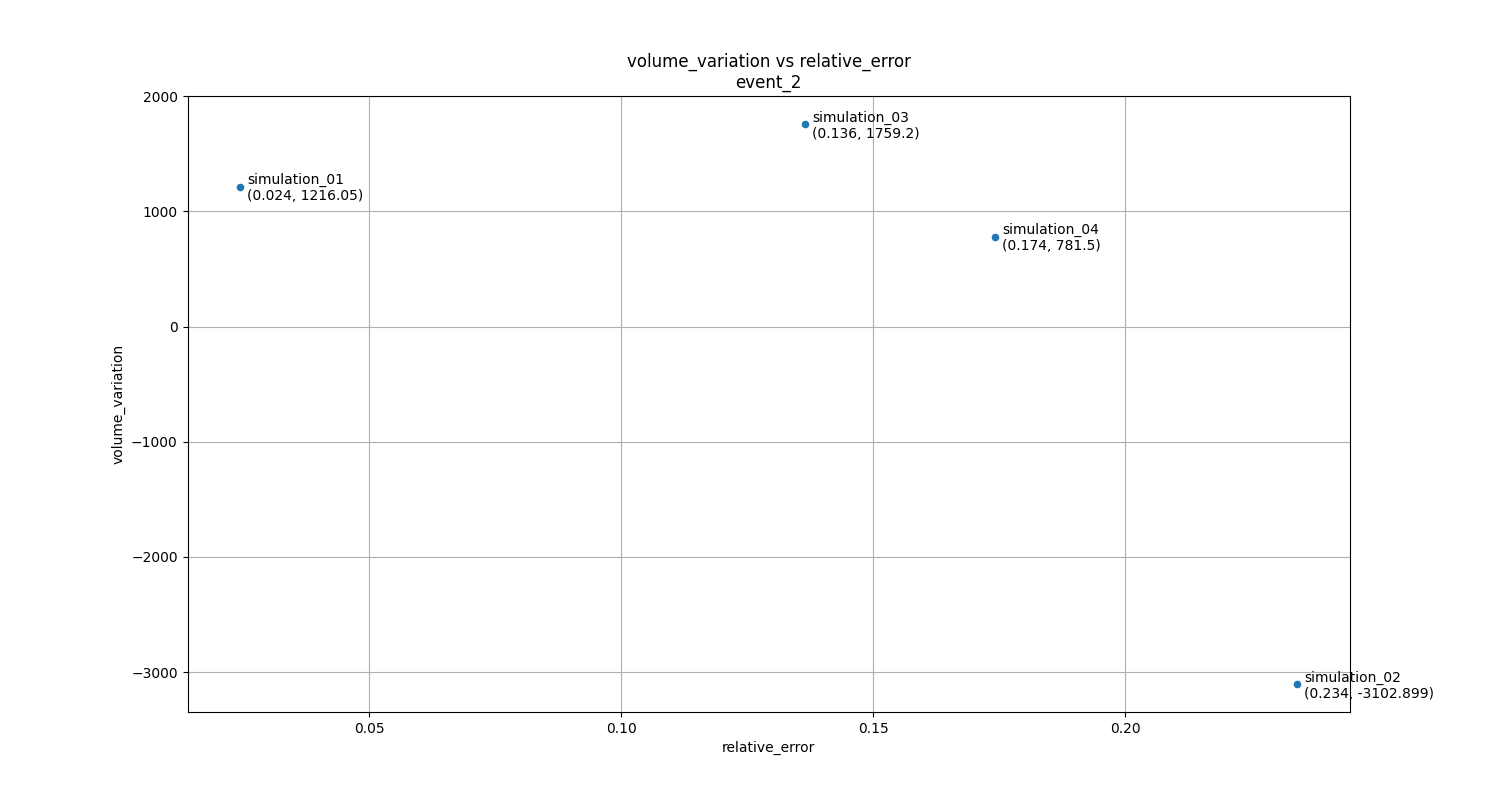 volume_variation vs relative_error
event_2
2000
simulation_03
(0.136, 1759.2)
simulation_01
(0.024, 1216.05)
1000
simulation_04
(0.174, 781.5)
0
volume_variation
−1000
−2000
−3000
simulation_02
(0.234, -3102.899)
0.05
0.10
0.15
0.20
relative_error